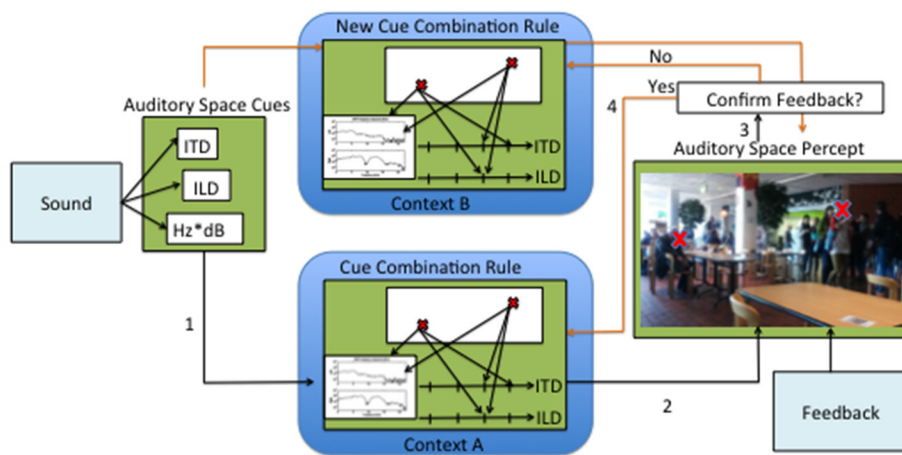 New Cue Combination Rule
No
Yes
Confirm Feedback?
4
3
Auditory Space Cues
Auditory Space Percept
ITD
ILD
Hz*dB
Sound
ITD
ILD
Context B
Cue Combination Rule
1
ITD
ILD
2
Context A
Feedback